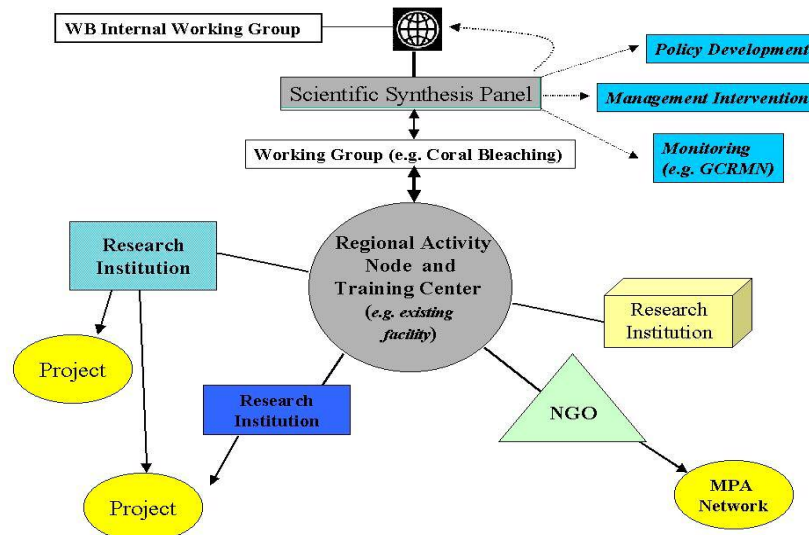 WB Internal Working Group
Scientific Synthesis Panel
Policy Development
Management Intervention
Monitoring
(e.g. GCRMN)
Working Group (e.g. Coral Bleaching)
Regional Activity
Node and
Training Center
(e.g. existing
facility)
Research
Institution
Research
Institution
Project
Research
Institution
NGO
Project
MPA
Network